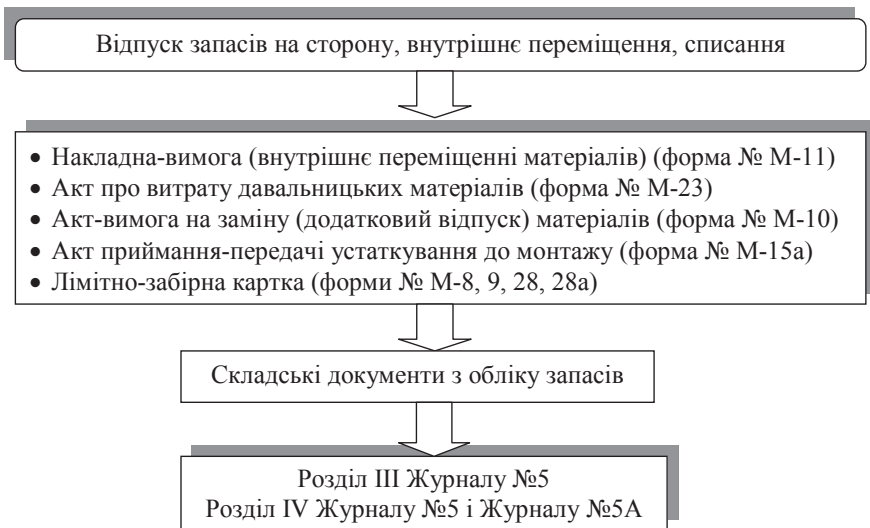 Відпуск запасів на сторону, внутрішнє переміщення, списання
• Накладна-вимога (внутрішнє переміщенні матеріалів) (форма № М-11)
• Акт про витрату давальницьких матеріалів (форма № М-23)
• Акт-вимога на заміну (додатковий відпуск) матеріалів (форма № М-10)
• Акт приймання-передачі устаткування до монтажу (форма № М-15а)
• Лімітно-забірна картка (форми № М-8, 9, 28, 28а)
Складські документи з обліку запасів
Розділ III Журналу №5
Розділ IV Журналу №5 і Журналу №5А